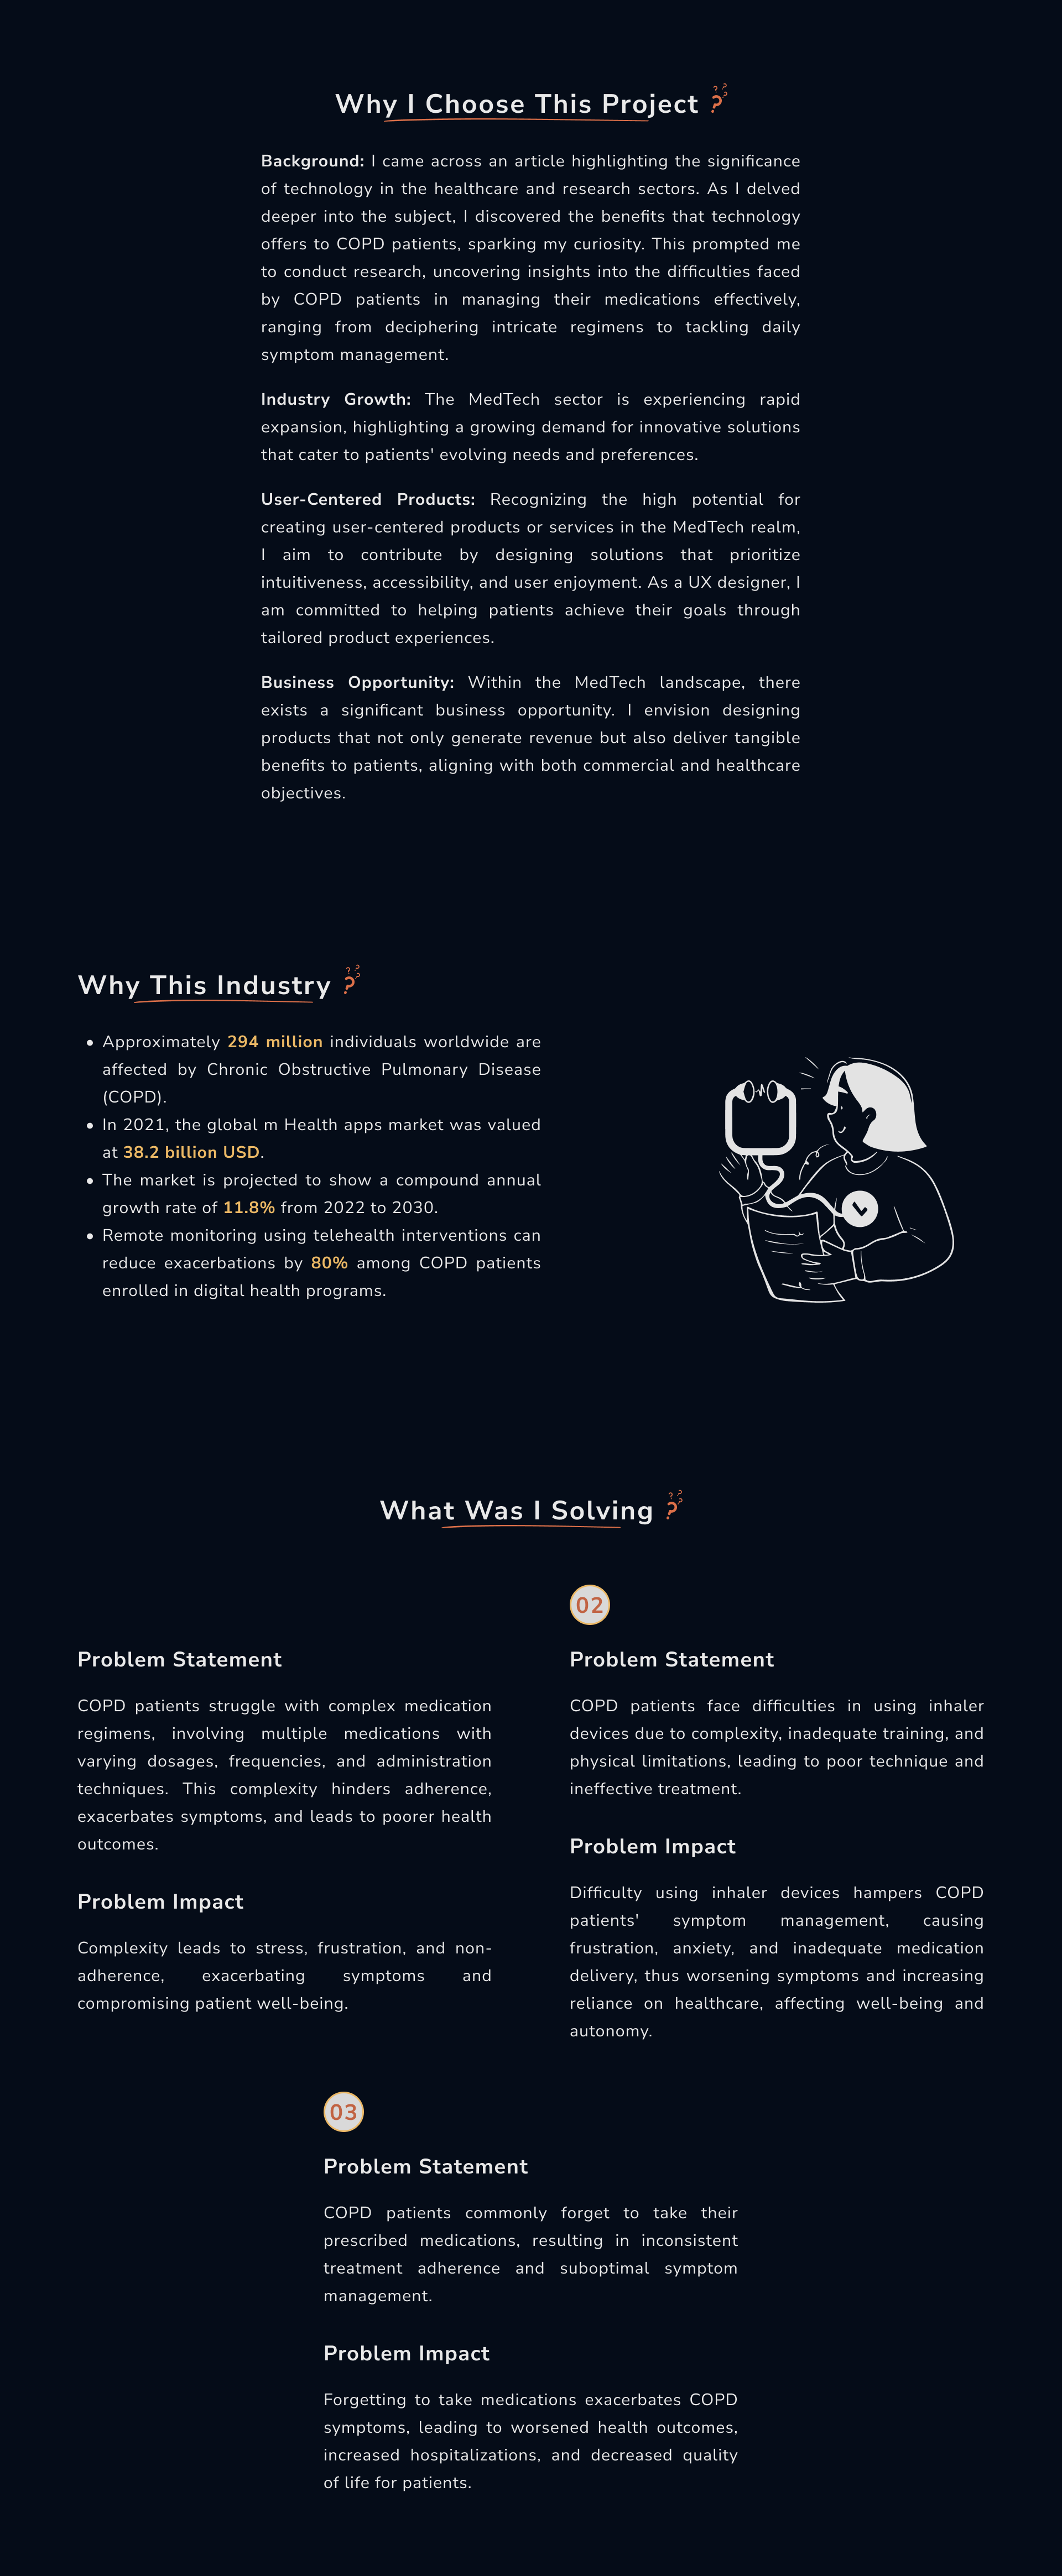 Why I Choose This Project ???
Background: I came across an article highlighting the significance
of technology in the healthcare and research sectors. As I delved
deeper into the subject, I discovered the benefits that technology
offers to COPD patients, sparking my curiosity. This prompted me
to conduct research, uncovering insights into the difficulties faced
by COPD patients in managing their medications effectively,
ranging from deciphering intricate regimens to tackling daily
symptom management.
Industry Growth: The MedTech sector is experiencing rapid
expansion, highlighting a growing demand for innovative solutions
that cater to patients' evolving needs and preferences.
User-Centered Products: Recognizing the high potential for
creating user-centered products or services in the MedTech realm,
I aim to contribute by designing solutions that prioritize
intuitiveness, accessibility, and user enjoyment. As a UX designer, I
am committed to helping patients achieve their goals through
tailored product experiences.
Business Opportunity: Within the MedTech landscape, there
exists a significant business opportunity. I envision designing
products that not only generate revenue but also deliver tangible
benefits to patients, aligning with both commercial and healthcare
objectives.
Why This Industry ???
• Approximately 294 million individuals worldwide are
affected by Chronic Obstructive Pulmonary Disease
(COPD).
• In 2021, the global m Health apps market was valued
at 38.2 billion USD.
• The market is projected to show a compound annual
growth rate of 11.8% from 2022 to 2030.
• Remote monitoring using telehealth interventions can
reduce exacerbations by 80% among COPD patients
enrolled in digital health programs.
What Was I Solving ???
Problem Statement
COPD patients struggle with complex medication
regimens, involving multiple medications with
varying dosages, frequencies, and administration
techniques. This complexity hinders adherence,
exacerbates symptoms, and leads to poorer health
outcomes.
Problem Impact
Complexity leads to stress, frustration, and non-
adherence, exacerbating symptoms and
compromising patient well-being.
02
Problem Statement
COPD patients face difficulties in using inhaler
devices due to complexity, inadequate training, and
physical limitations, leading to poor technique and
ineffective treatment.
Problem Impact
Difficulty using inhaler devices hampers COPD
patients' symptom management, causing
frustration, anxiety, and inadequate medication
delivery, thus worsening symptoms and increasing
reliance on healthcare, affecting well-being and
autonomy.
03
Problem Statement
COPD patients commonly forget to take their
prescribed medications, resulting in inconsistent
treatment adherence and suboptimal symptom
management.
Problem Impact
Forgetting to take medications exacerbates COPD
symptoms, leading to worsened health outcomes,
increased hospitalizations, and decreased quality
of life for patients.